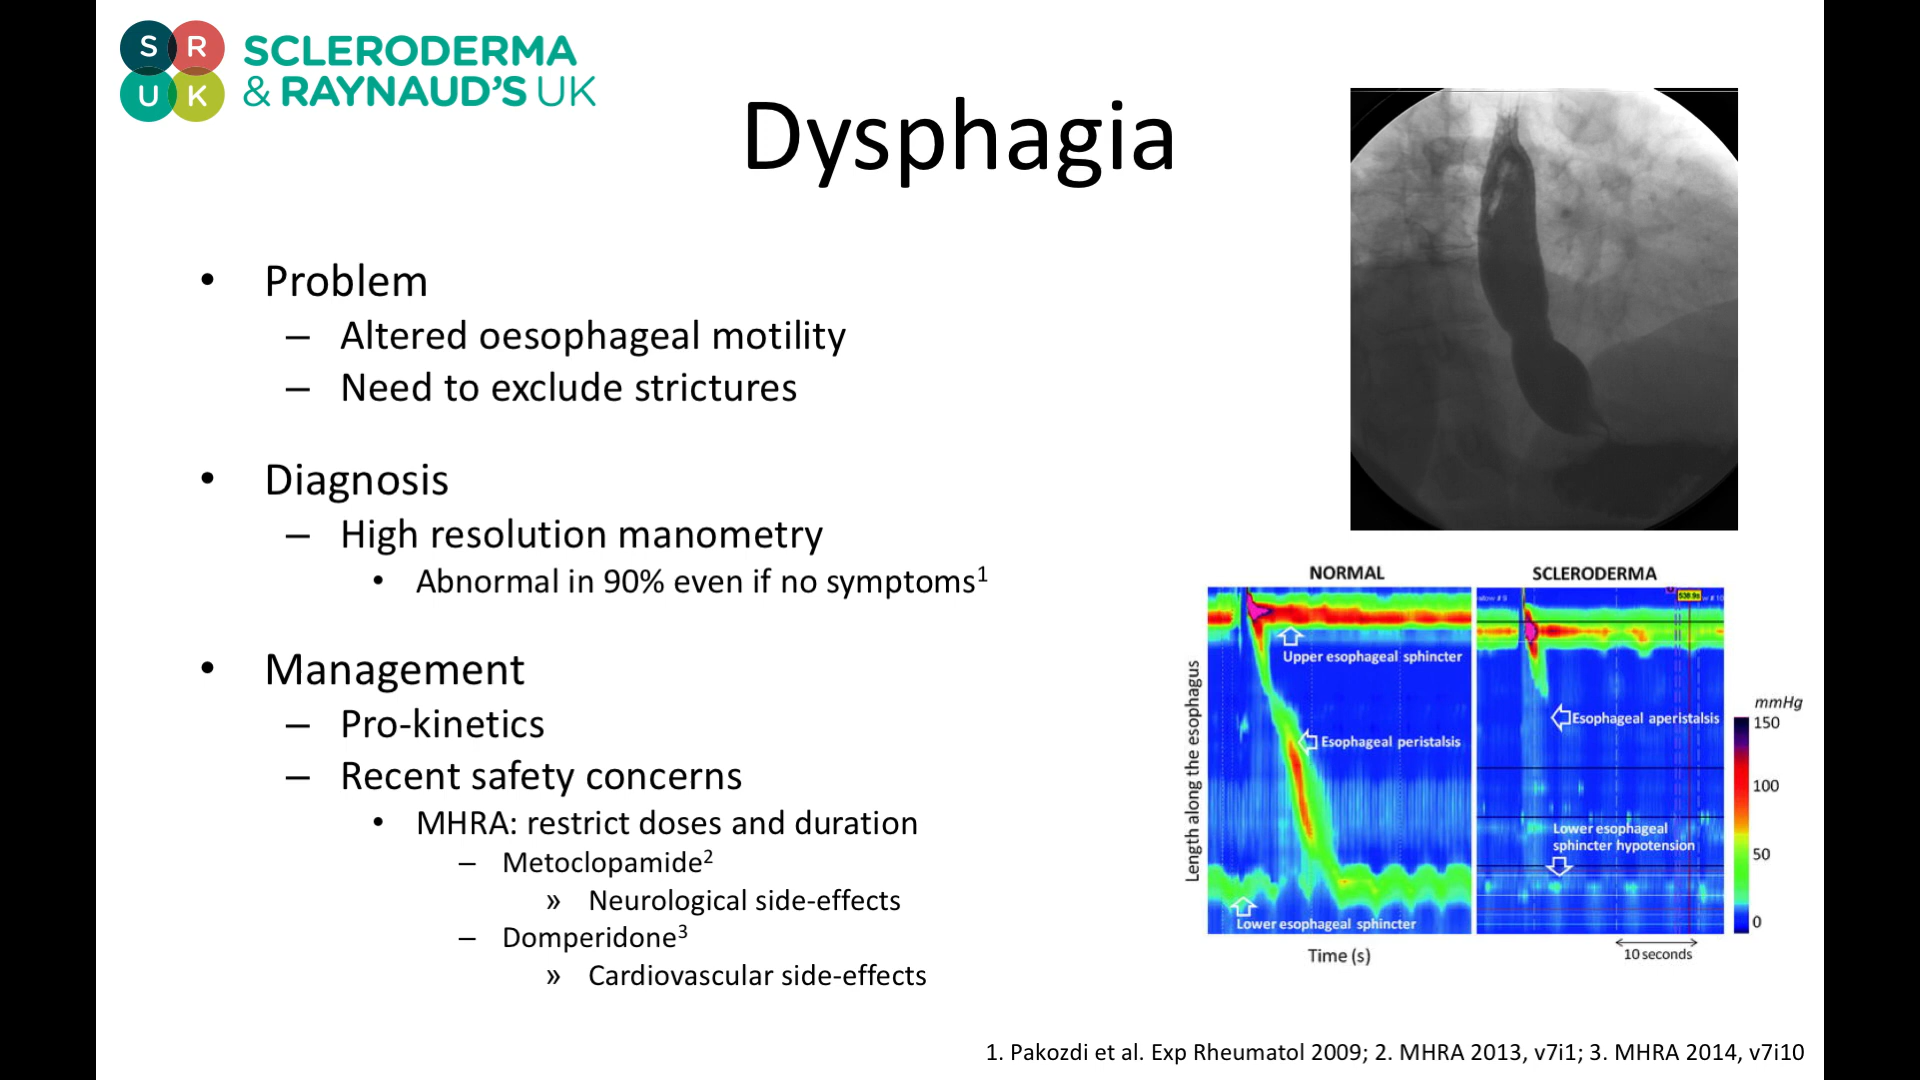 S R
U K
SCLERODERMA
& RAYNAUD'S UK
Dysphagia
• Problem
– Altered oesophageal motility
– Need to exclude strictures
• Diagnosis
– High resolution manometry
• Abnormal in 90% even if no symptoms¹
• Management
– Pro-kinetics
– Recent safety concerns
• MHRA: restrict doses and duration
– Metoclopamide²
» Neurological side-effects
– Domperidone³
» Cardiovascular side-effects
NORMAL
SCLERODERMA
Length along the esophagus
Upper esophageal sphincter
Esophageal peristalsis
Lower esophageal sphincter
Time (s)
Esophageal aperistalsis
Lower esophageal
sphincter hypotension
10 seconds
mmHg
150
100
50
0
1. Pakozdi et al. Exp Rheumatol 2009; 2. MHRA 2013, v7i1; 3. MHRA 2014, v7i10